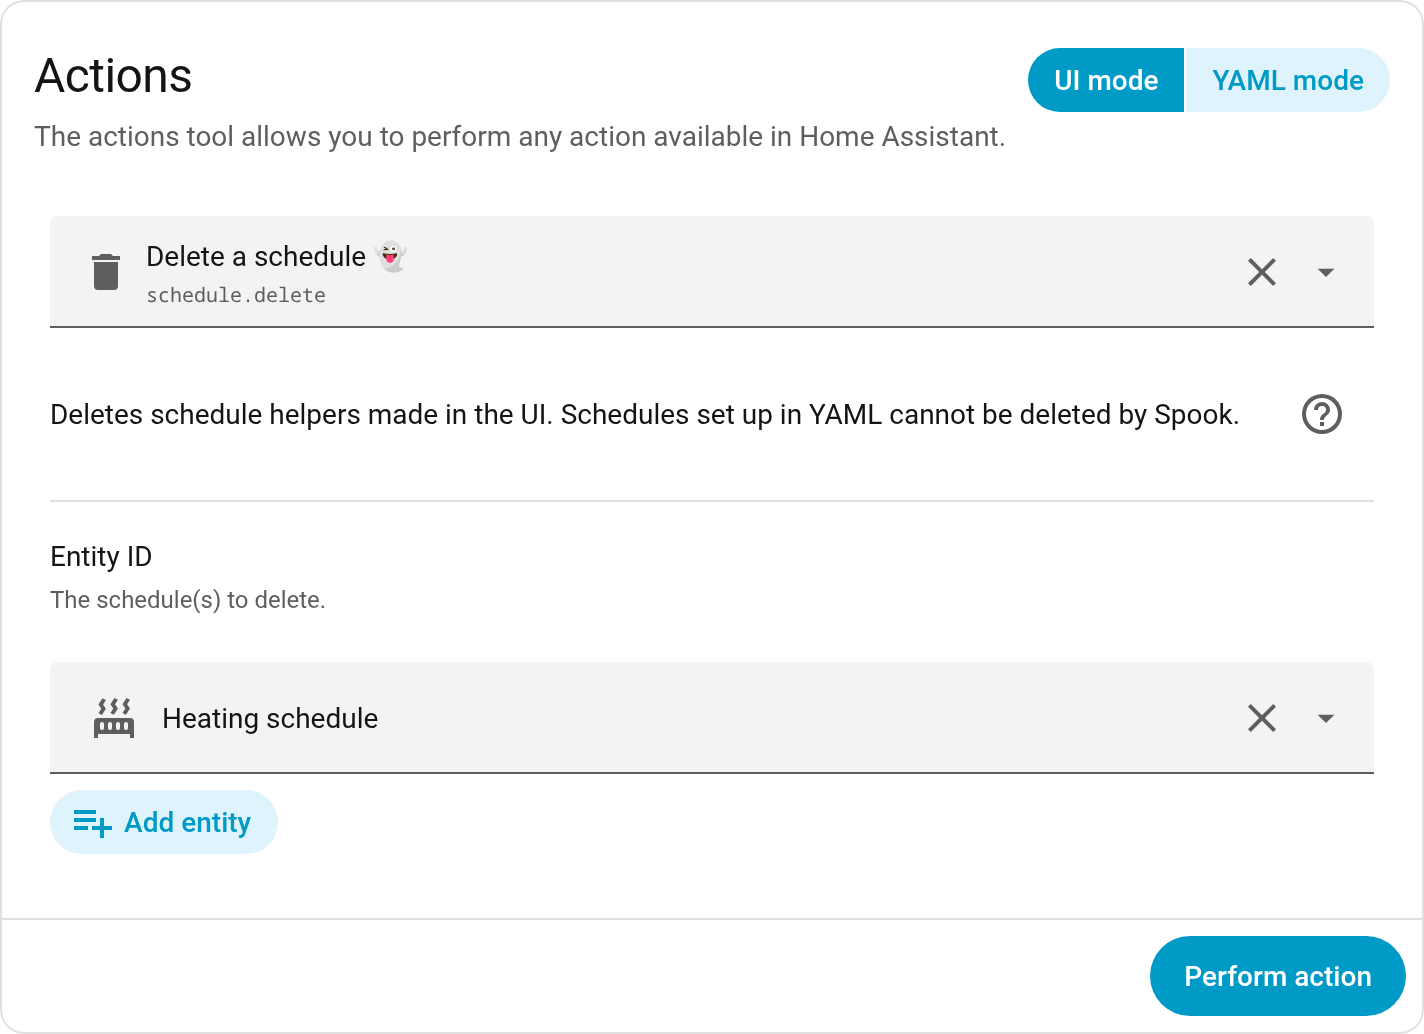 Actions
UI mode
YAML mode
The actions tool allows you to perform any action available in Home Assistant.
Delete a schedule 👻
schedule.delete
Deletes schedule helpers made in the UI. Schedules set up in YAML cannot be deleted by Spook.
Entity ID
The schedule(s) to delete.
Heating schedule
Add entity
Perform action